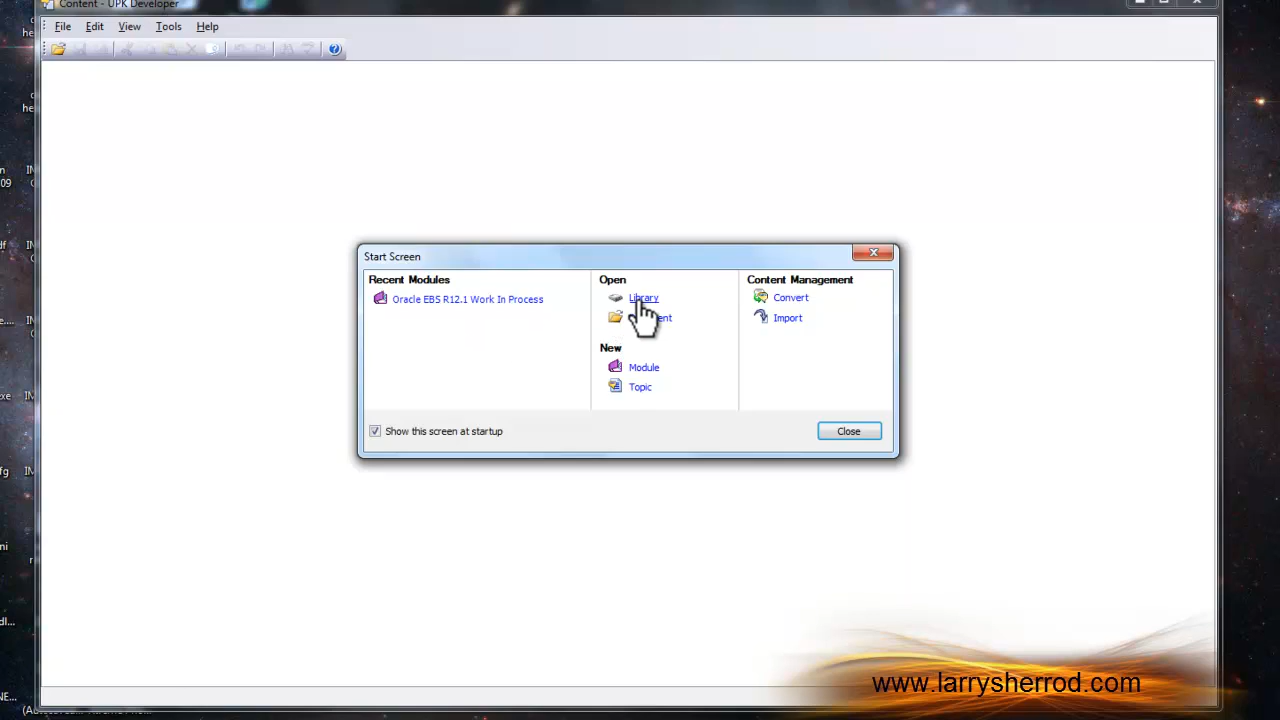 Content - UPK Developer
File Edit View Tools Help
Start Screen
Recent Modules
Oracle EBS R12.1 Work In Process
Open
Library
New
Module
Topic
Content Management
Convert
Import
Show this screen at startup
Close
www.larrysherrod.com